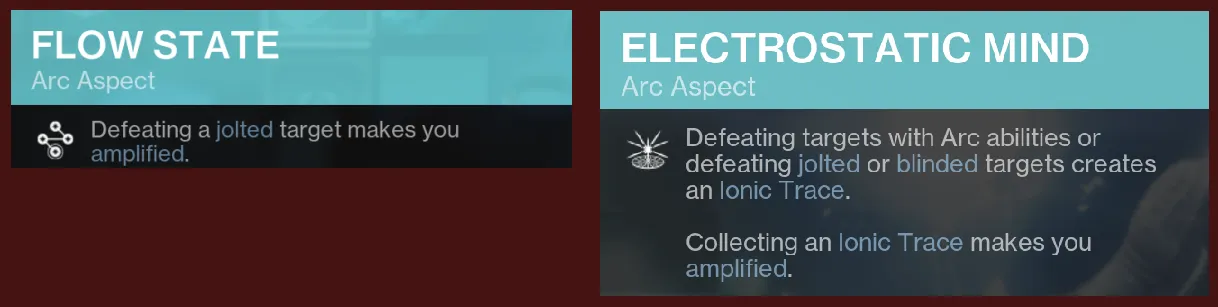 FLOW STATE
Arc Aspect
Defeating a jolted target makes you
amplified.
ELECTROSTATIC MIND
Arc Aspect
Defeating targets with Arc abilities or
defeating jolted or blinded targets creates
an Ionic Trace.
Collecting an Ionic Trace makes you
amplified.